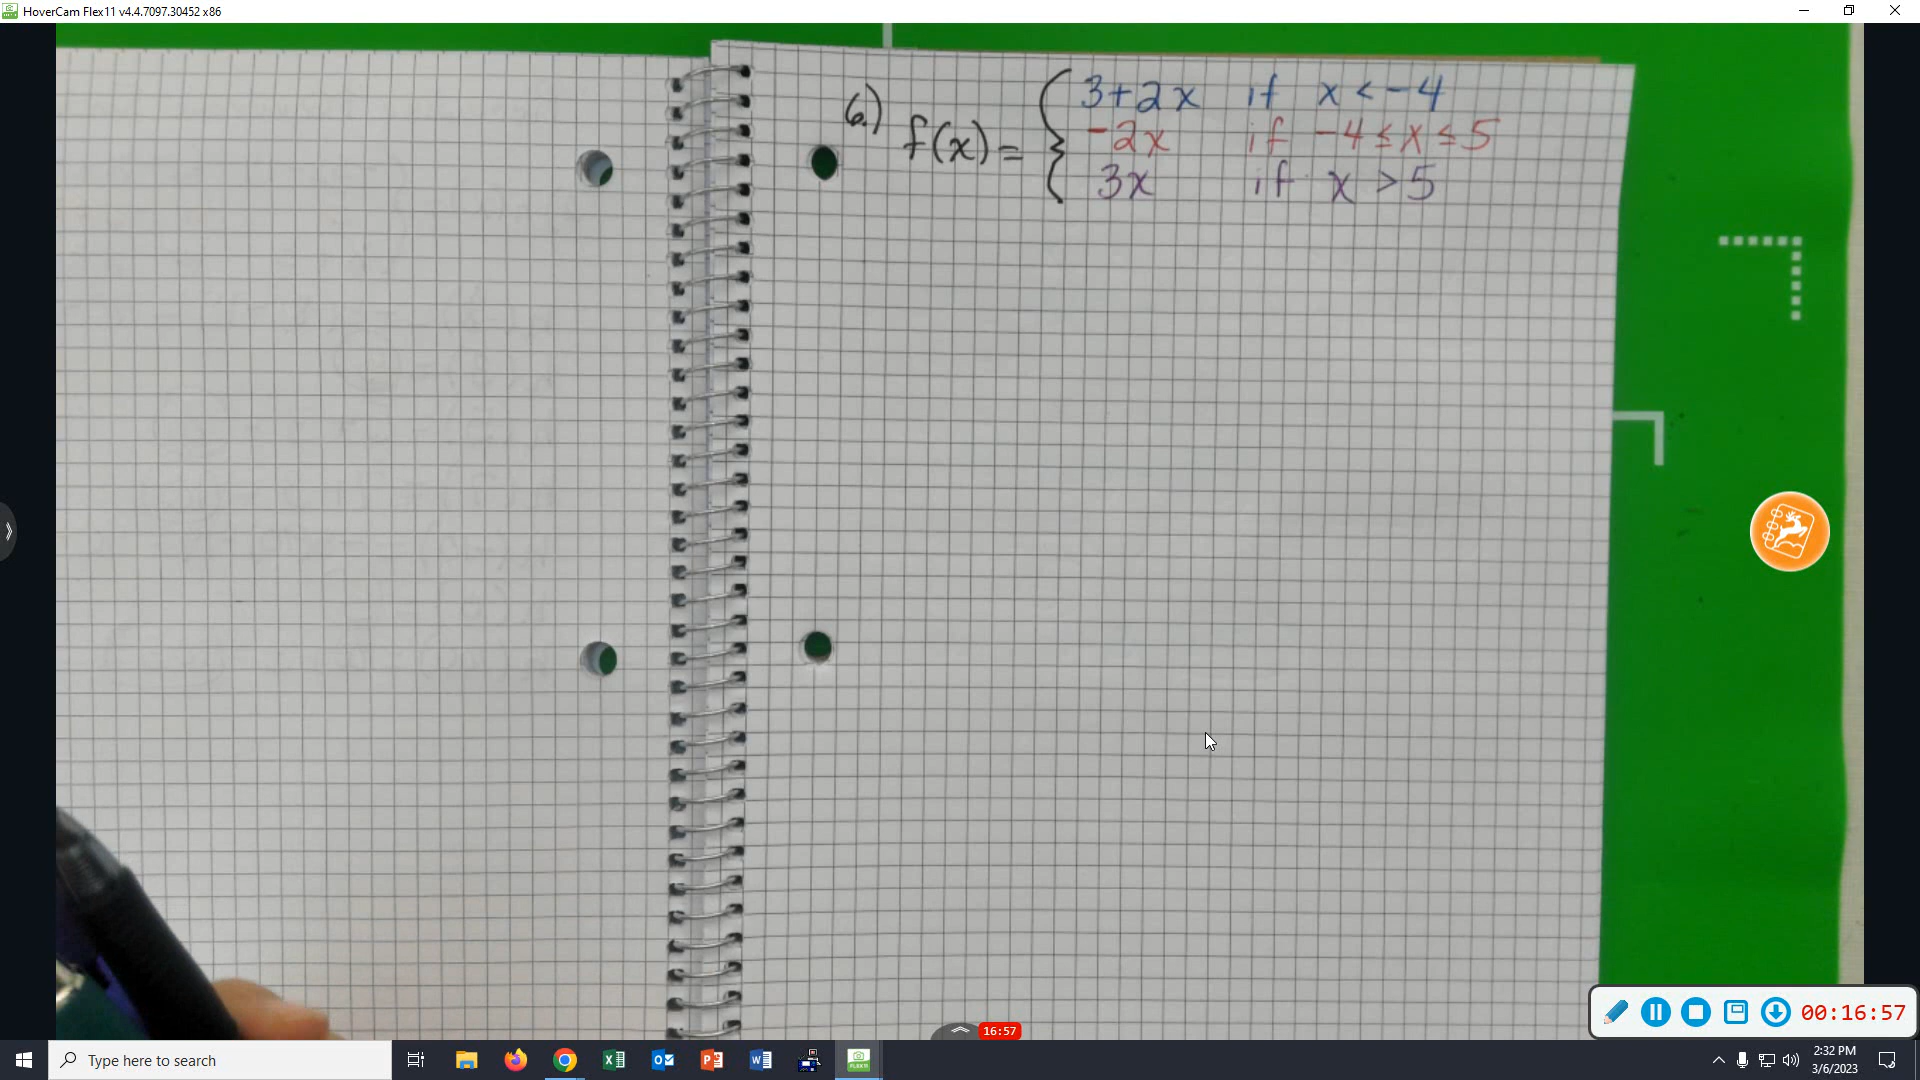 HoverCam Flex11 v4.4.7097.30452 x86
6.) f(x) = { 3+2x if x < -4
-2x if -4 ≤ x ≤ 5
3x if x > 5
00:16:57
16:57
Type here to search
2:32 PM
3/6/2023